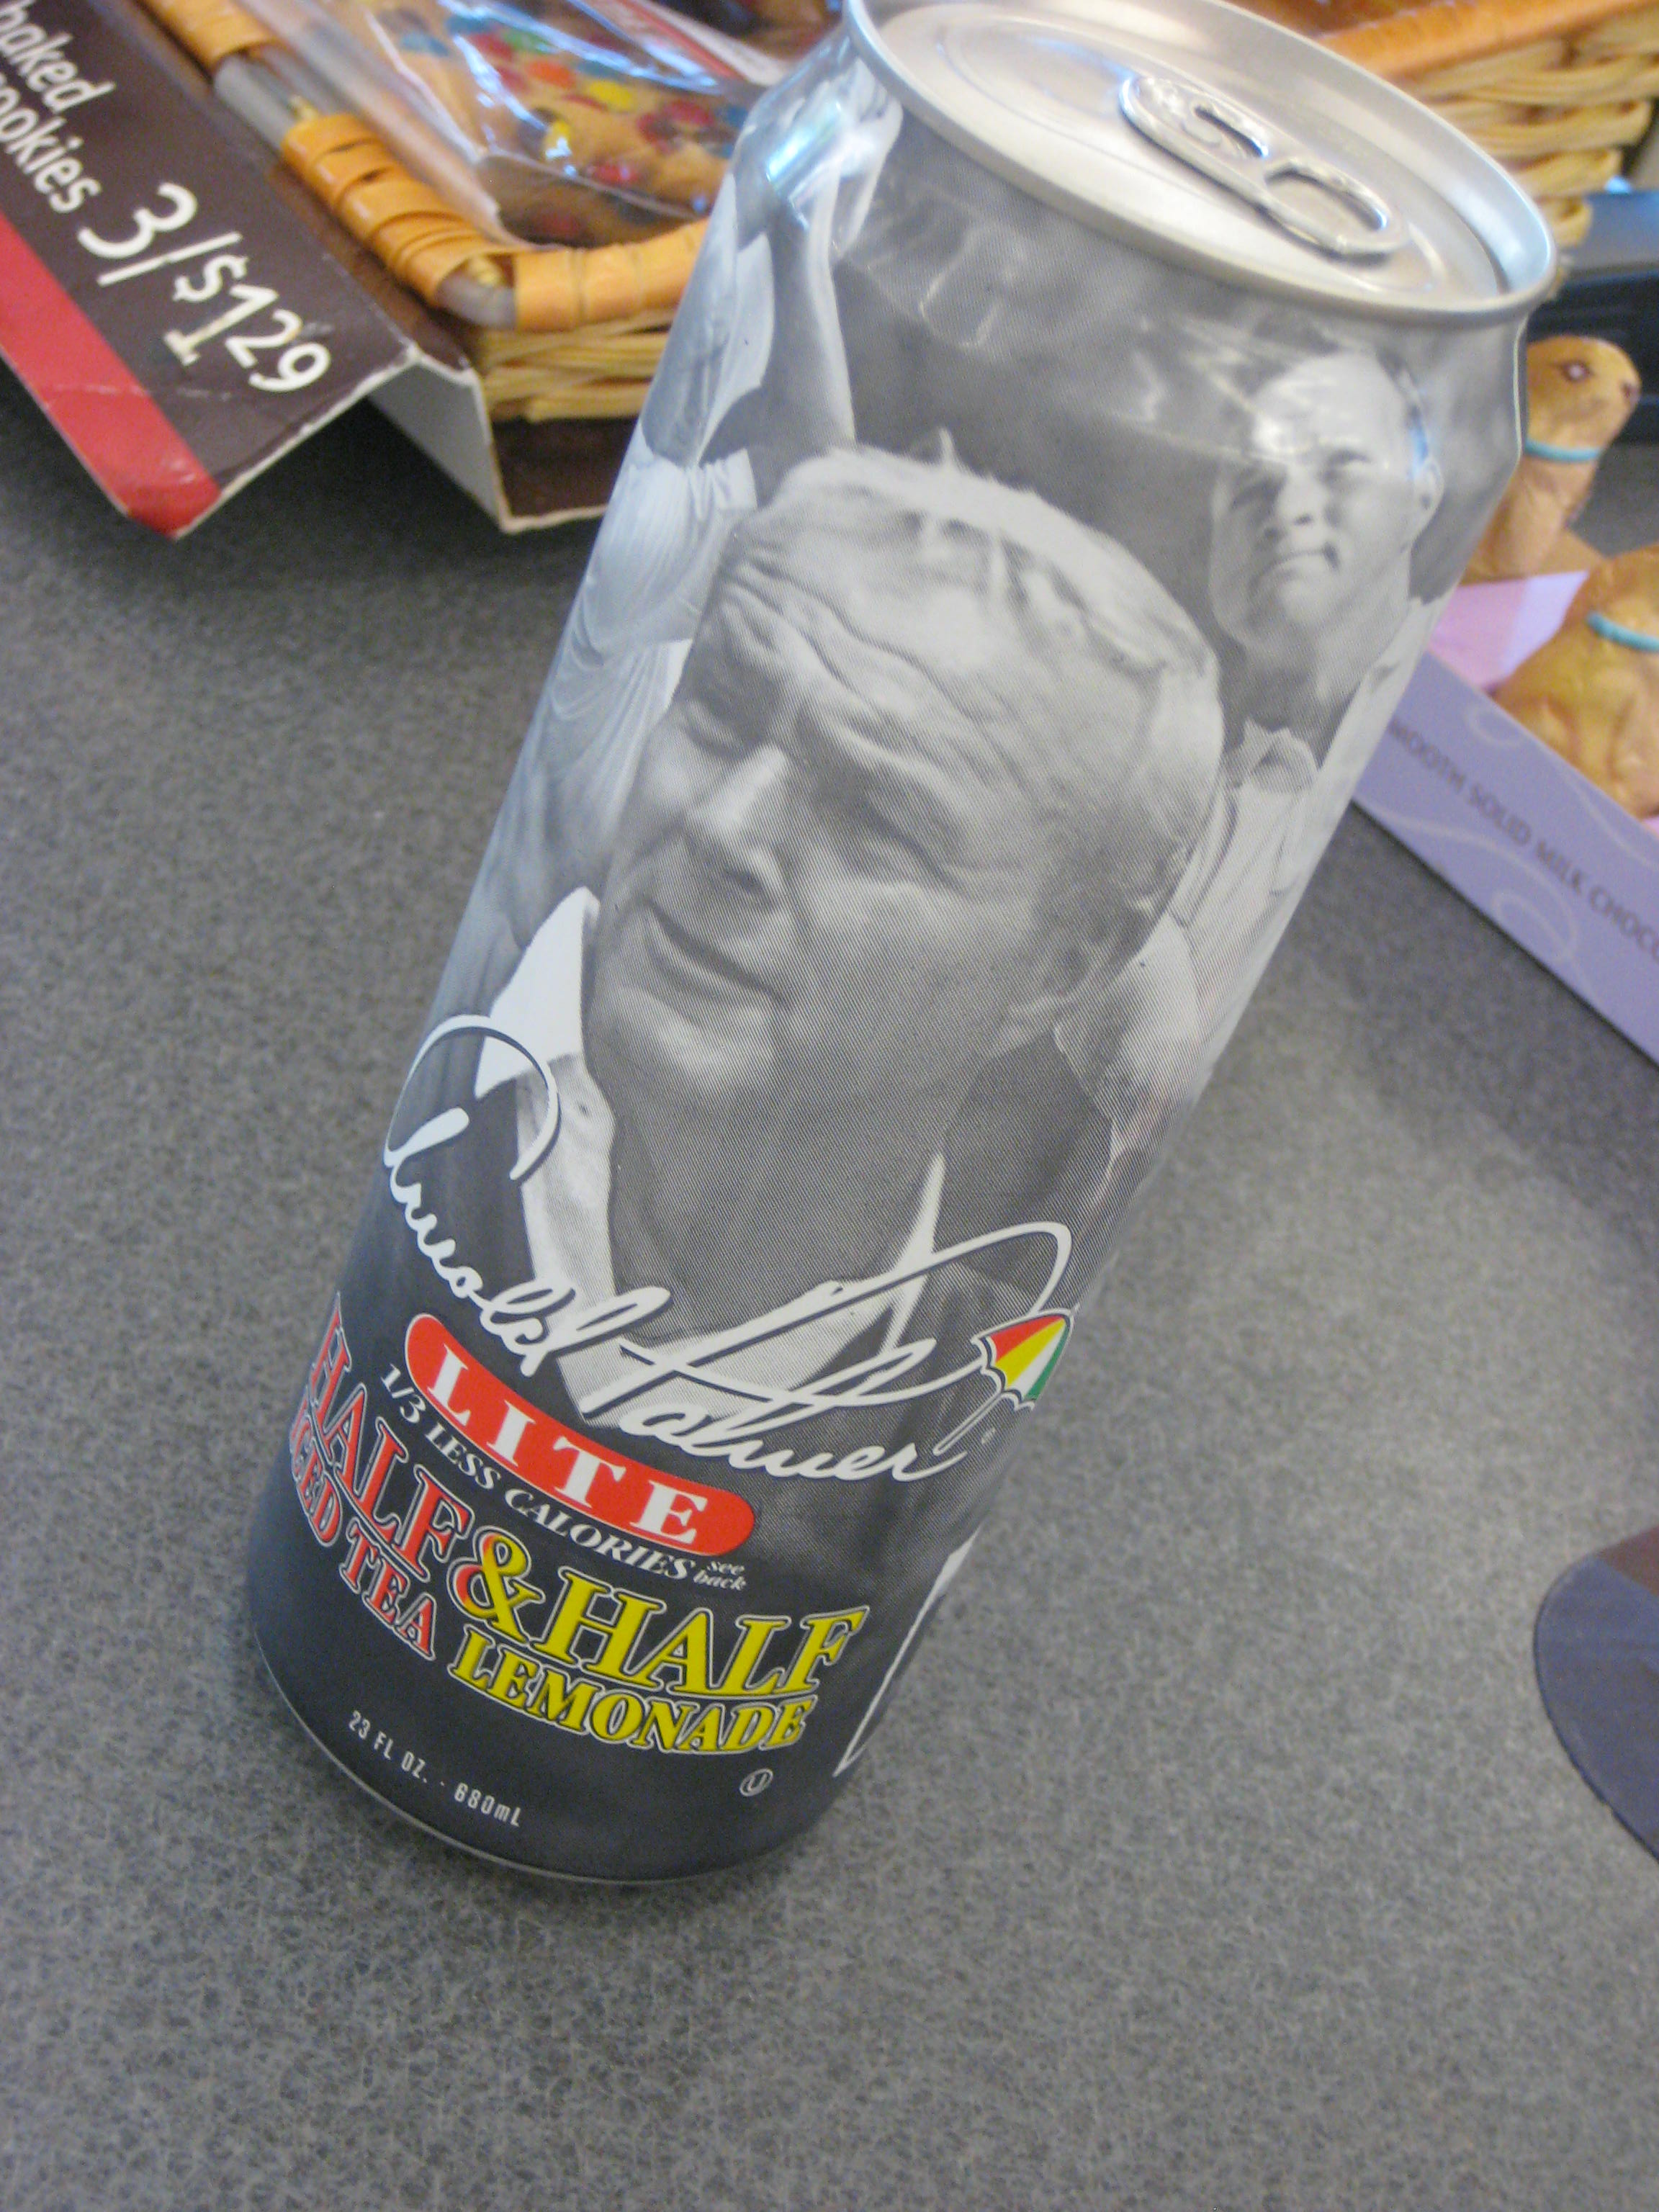 baked
cookies 3/$129
SMOOTH SOLID MILK CHOCO
Arnold Palmer
LITE
1/3 LESS CALORIES see back
HALF & HALF
ICED TEA LEMONADE
23 FL OZ. · 680mL
U